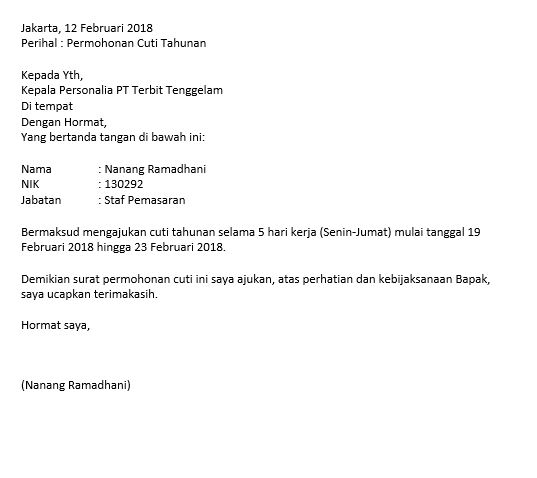 Jakarta, 12 Februari 2018
Perihal : Permohonan Cuti Tahunan
Kepada Yth,
Kepala Personalia PT Terbit Tenggelam
Di tempat
Dengan Hormat,
Yang bertanda tangan di bawah ini:
Nama : Nanang Ramadhani
NIK : 130292
Jabatan : Staf Pemasaran
Bermaksud mengajukan cuti tahunan selama 5 hari kerja (Senin-Jumat) mulai tanggal 19
Februari 2018 hingga 23 Februari 2018.
Demikian surat permohonan cuti ini saya ajukan, atas perhatian dan kebijaksanaan Bapak,
saya ucapkan terimakasih.
Hormat saya,
(Nanang Ramadhani)